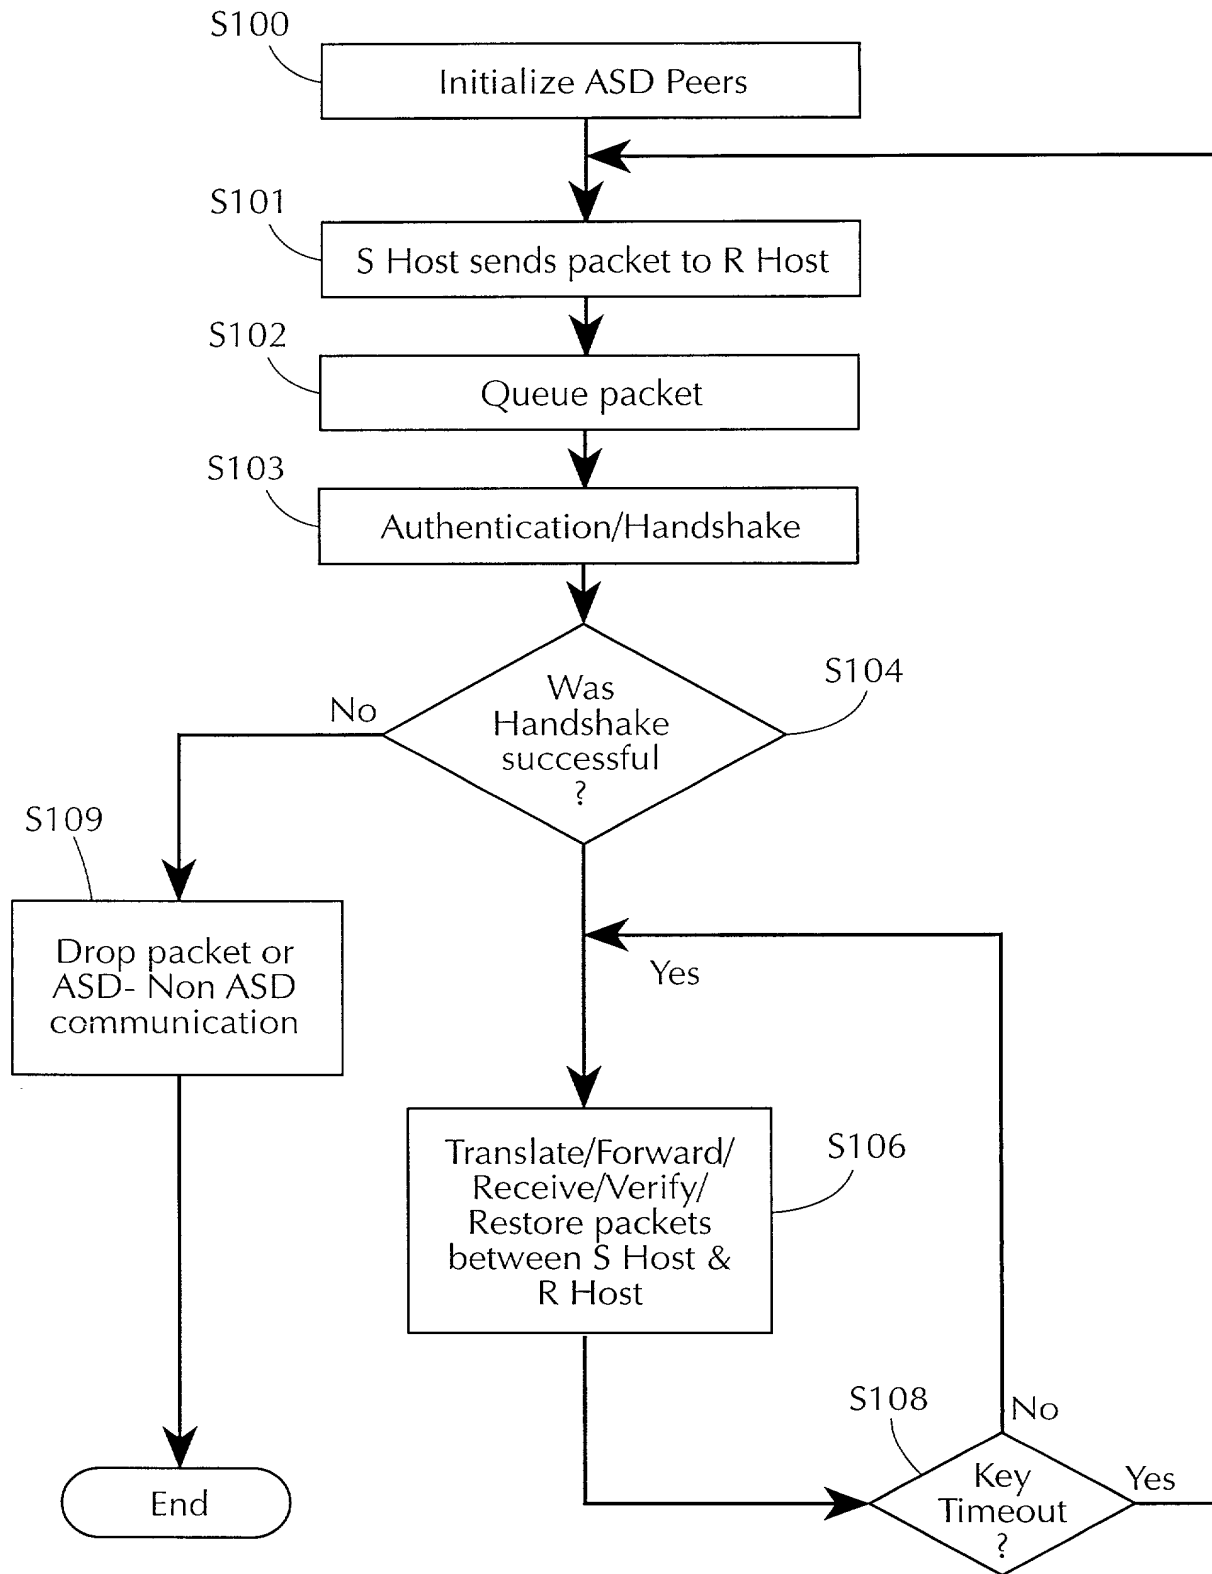 S100
Initialize ASD Peers
S101
S Host sends packet to R Host
S102
Queue packet
S103
Authentication/Handshake
S104
Was
Handshake
successful
?
No
S109
Drop packet or
ASD- Non ASD
communication
Yes
S106
Translate/Forward/
Receive/Verify/
Restore packets
between S Host &
R Host
S108
No
Key
Timeout
?
Yes
End